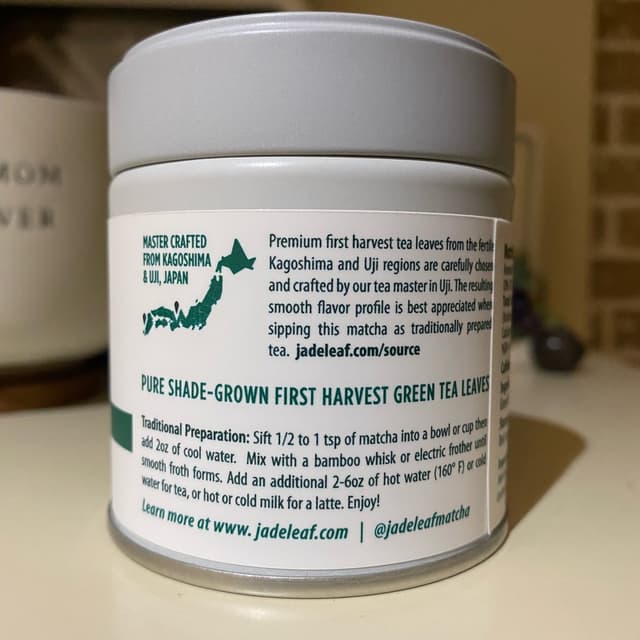 MOM
VER
MASTER CRAFTED
FROM KAGOSHIMA
& UJI, JAPAN
Premium first harvest tea leaves from the fertile
Kagoshima and Uji regions are carefully chosen
and crafted by our tea master in Uji. The resulting
smooth flavor profile is best appreciated when
sipping this matcha as traditionally prepared
tea. jadeleaf.com/source
PURE SHADE-GROWN FIRST HARVEST GREEN TEA LEAVES
Traditional Preparation: Sift 1/2 to 1 tsp of matcha into a bowl or cup then
add 2oz of cool water. Mix with a bamboo whisk or electric frother until
smooth froth forms. Add an additional 2-6oz of hot water (160° F) or cold
water for tea, or hot or cold milk for a latte. Enjoy!
Learn more at www. jadeleaf.com | @jadeleafmatcha